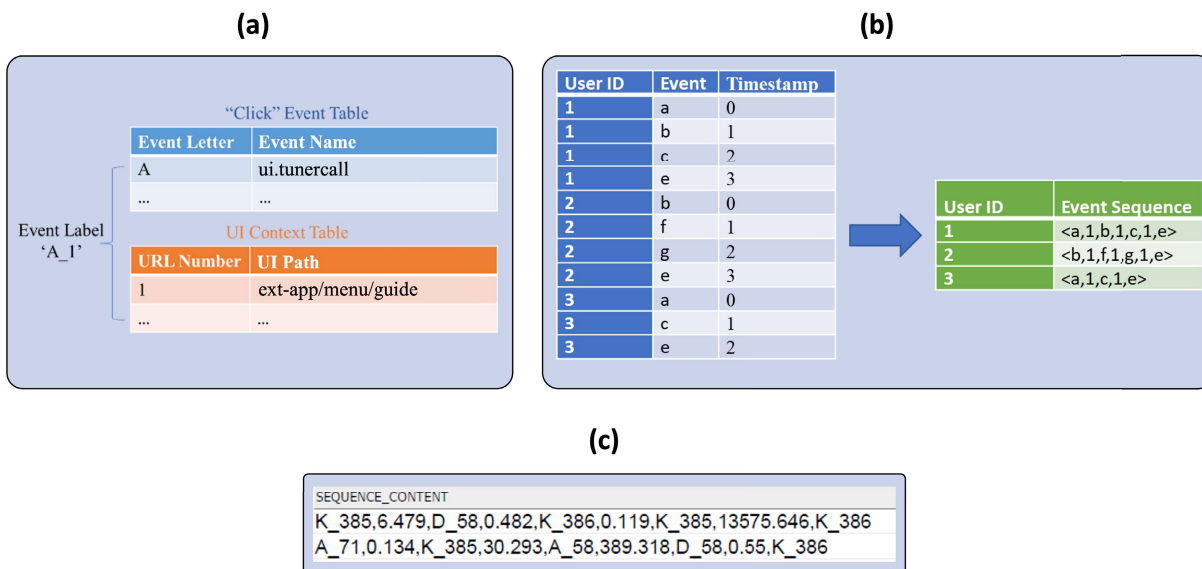 (a)
“Click” Event Table
Event Letter Event Name
A ui.tunercall
... ...
Event Label
‘A_1’
UI Context Table
URL Number UI Path
1 ext-app/menu/guide
... ...
(b)
User ID Event Timestamp
1 a 0
1 b 1
1 c 2
1 e 3
2 b 0
2 f 1
2 g 2
2 e 3
3 a 0
3 c 1
3 e 2
User ID Event Sequence
1 <a,1,b,1,c,1,e>
2 <b,1,f,1,g,1,e>
3 <a,1,c,1,e>
(c)
SEQUENCE_CONTENT
K_385,6.479,D_58,0.482,K_386,0.119,K_385,13575.646,K_386
A_71,0.134,K_385,30.293,A_58,389.318,D_58,0.55,K_386